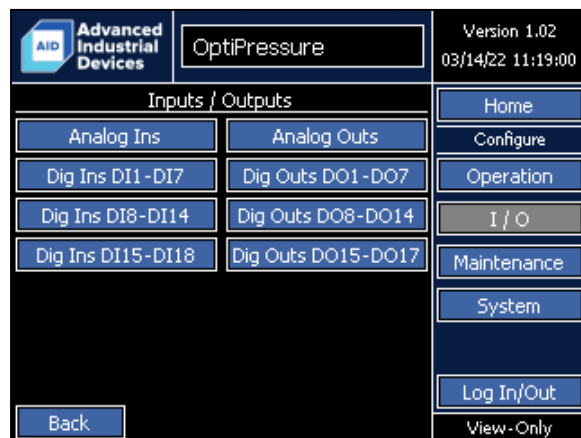 AID
Advanced
Industrial
Devices
OptiPressure
Version 1.02
03/14/22 11:19:00
Inputs / Outputs
Analog Ins
Analog Outs
Dig Ins DI1-DI7
Dig Outs DO1-DO7
Dig Ins DI8-DI14
Dig Outs DO8-DO14
Dig Ins DI15-DI18
Dig Outs DO15-DO17
Back
Home
Configure
Operation
I / O
Maintenance
System
Log In/Out
View-Only